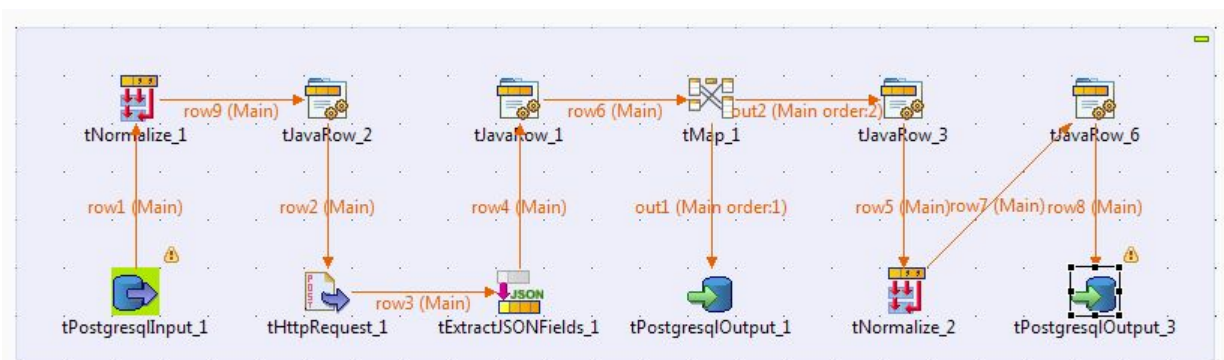 row9 (Main)
row6 (Main)
out2 (Main order:2)
tNormalize_1
tJavaRow_2
tJavaRow_1
tMap_1
tJavaRow_3
tJavaRow_6
row1 (Main)
row2 (Main)
row4 (Main)
out1 (Main order:1)
row5 (Main)
row7 (Main)
row8 (Main)
POST
JSON
row3 (Main)
tPostgresqlInput_1
tHttpRequest_1
tExtractJSONFields_1
tPostgresqlOutput_1
tNormalize_2
tPostgresqlOutput_3